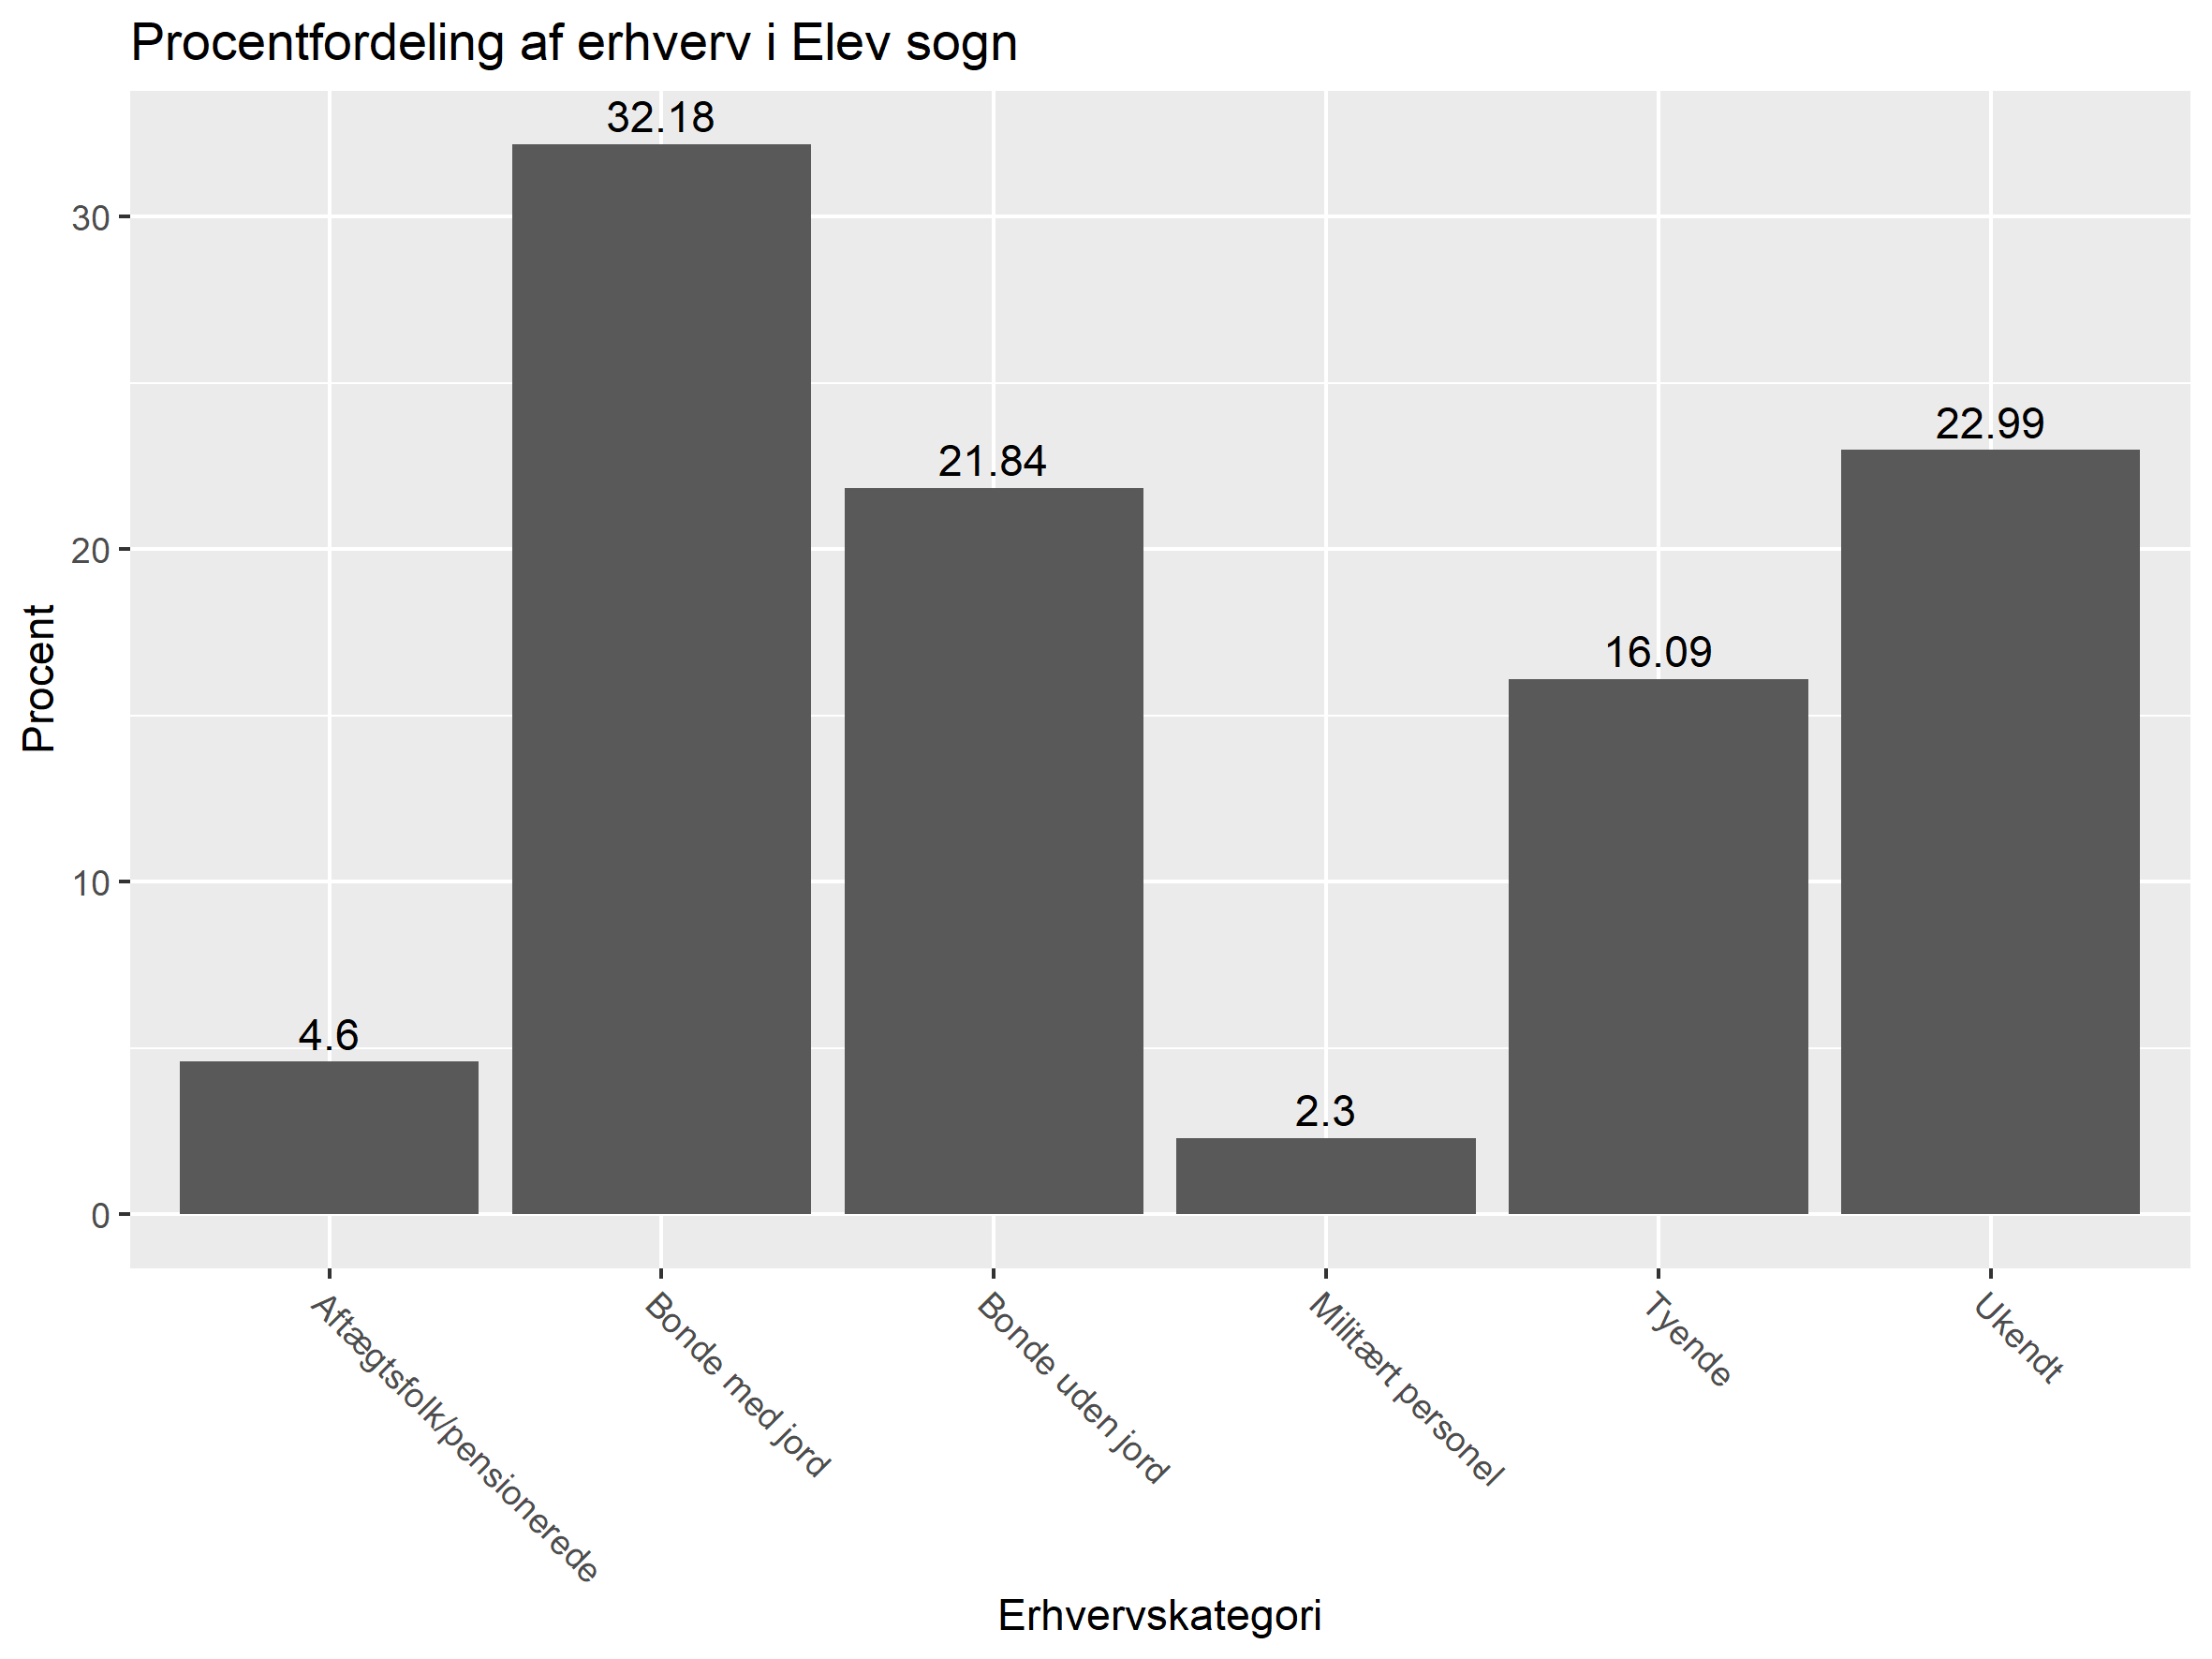 Procentfordeling af erhverv i Elev sogn
32.18
30
22.99
21.84
20
16.09
Procent
10
4.6
2.3
0
Aftægtsfolk/pensionerede
Bonde med jord
Bonde uden jord
Militært personel
Tyende
Ukendt
Erhvervskategori